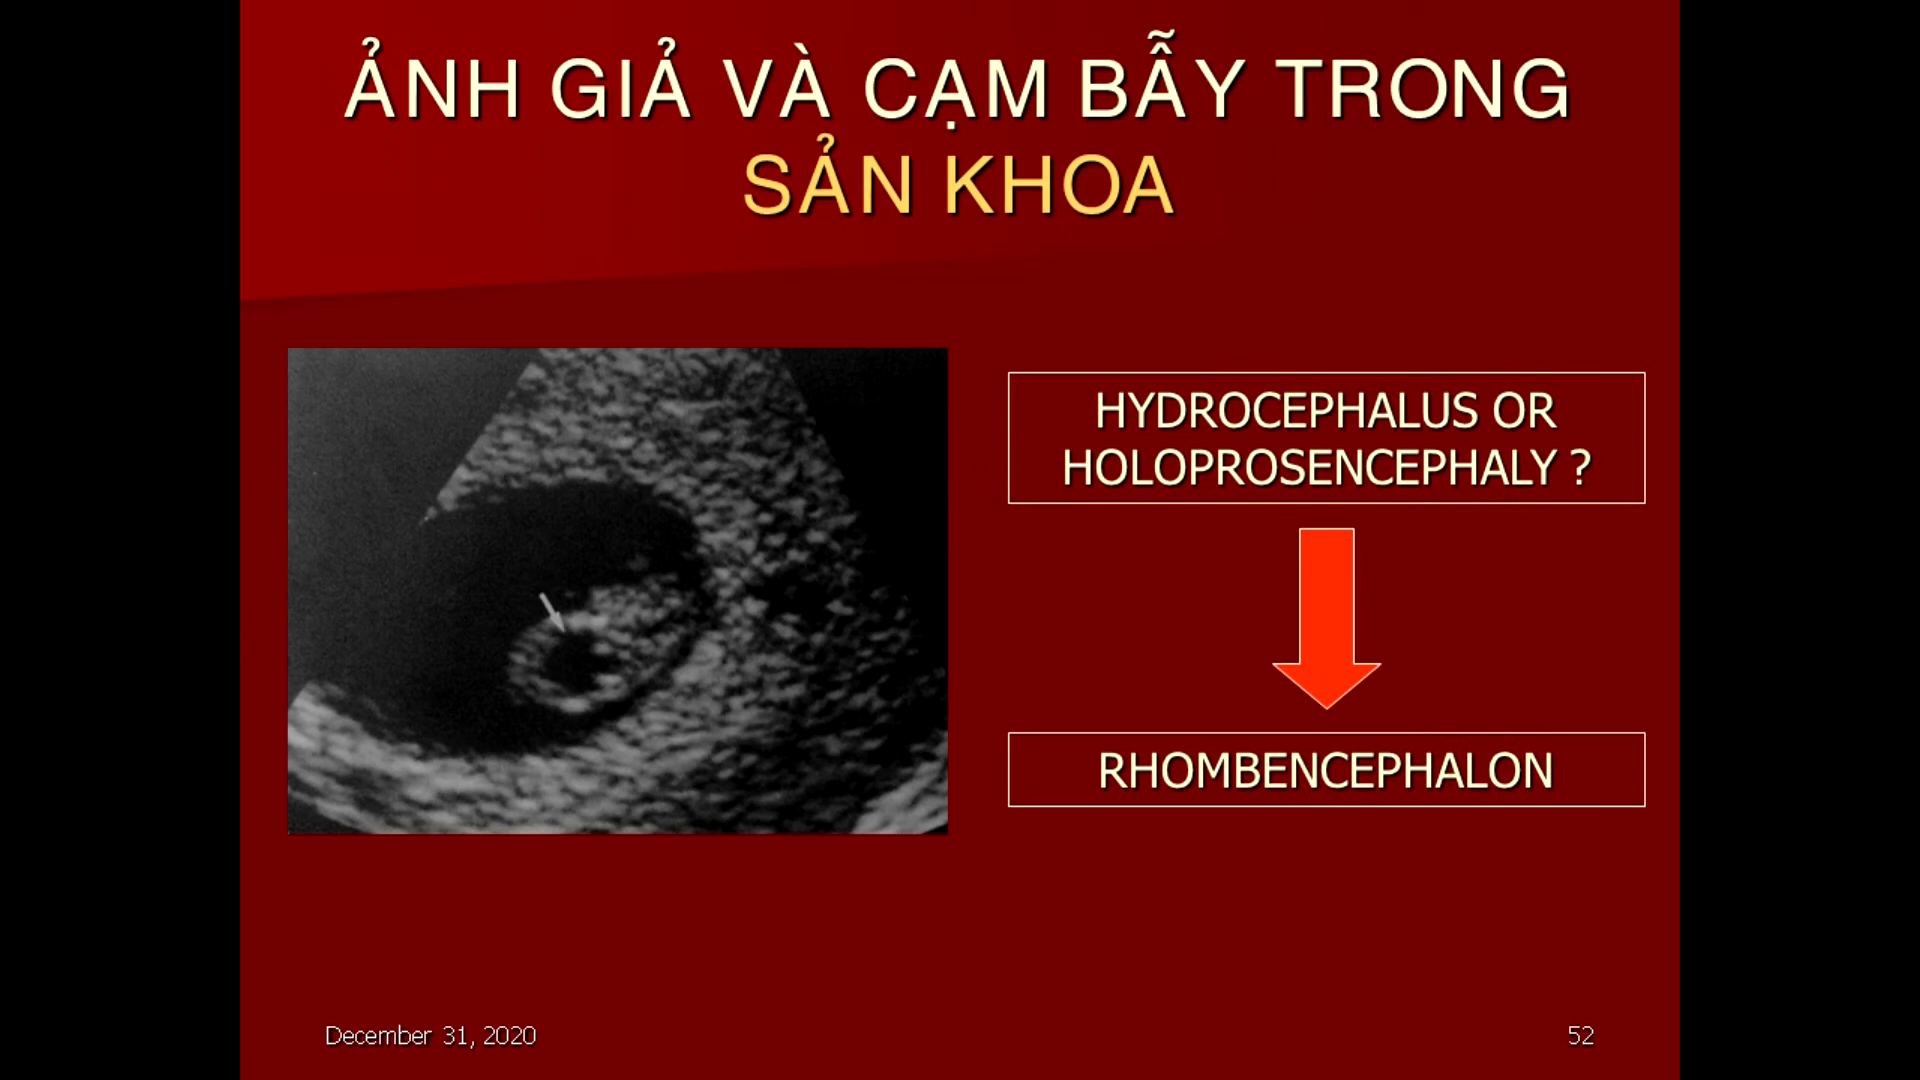 ẢNH GIẢ VÀ CẠM BẪY TRONG
SẢN KHOA
HYDROCEPHALUS OR
HOLOPROSENCEPHALY ?
RHOMBENCEPHALON
December 31, 2020
52